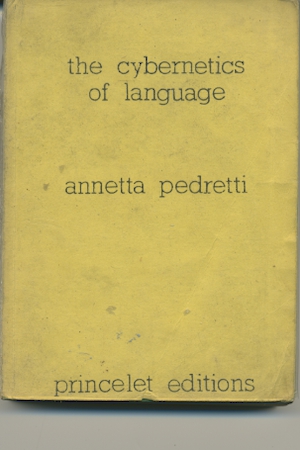 the cybernetics
of language
annetta pedretti
princelet editions